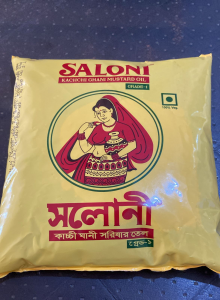 SALONI
KACHCHI GHANI MUSTARD OIL
GRADE-1
সলোনী
কাচ্চী ঘানী সরিষার তেল
গ্রেড-১